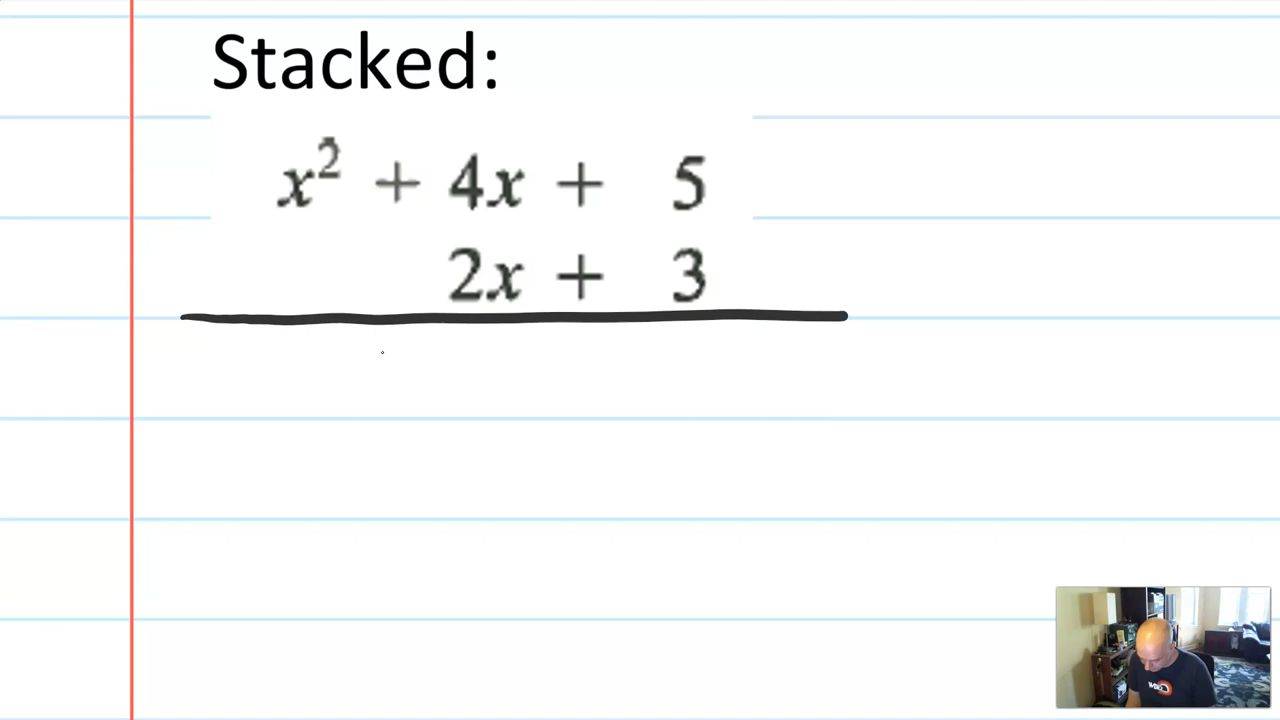 Stacked:
x² + 4x + 5
2x + 3